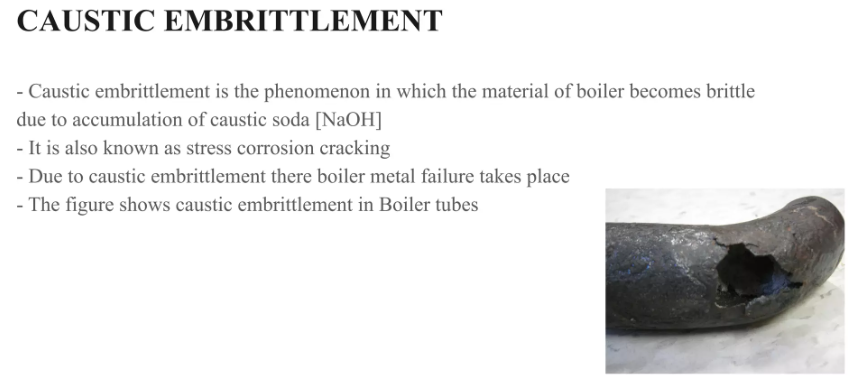 CAUSTIC EMBRITTLEMENT
- Caustic embrittlement is the phenomenon in which the material of boiler becomes brittle
due to accumulation of caustic soda [NaOH]
- It is also known as stress corrosion cracking
- Due to caustic embrittlement there boiler metal failure takes place
- The figure shows caustic embrittlement in Boiler tubes